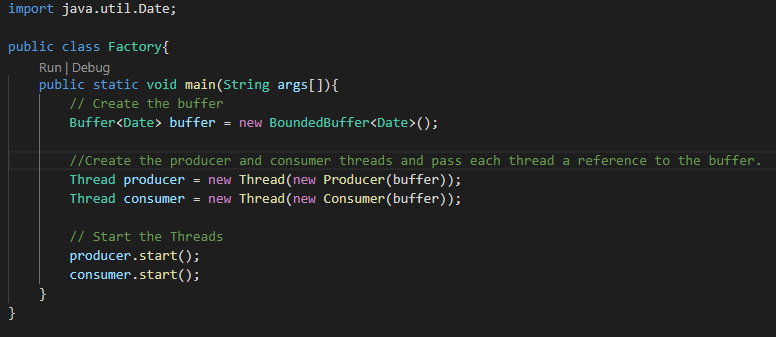 import java.util.Date;
public class Factory{
Run | Debug
public static void main(String args[]){
// Create the buffer
Buffer<Date> buffer = new BoundedBuffer<Date>();
//Create the producer and consumer threads and pass each thread a reference to the buffer.
Thread producer = new Thread(new Producer(buffer));
Thread consumer = new Thread(new Consumer(buffer));
// Start the Threads
producer.start();
consumer.start();
}
}